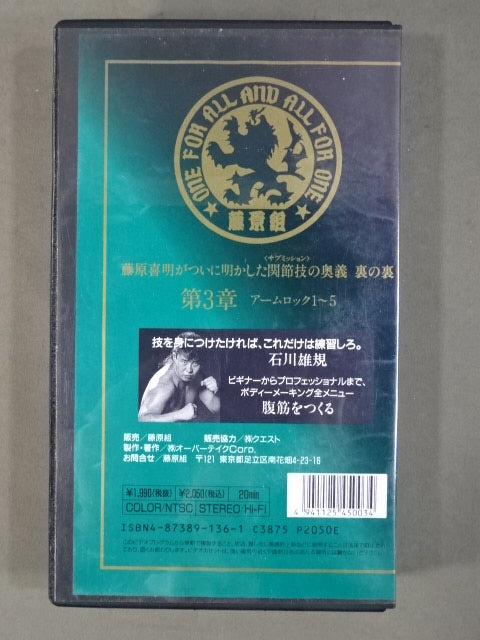 ONE FOR ALL AND ALL FOR ONE
藤原組
〈サブミッション〉
藤原喜明がついに明かした関節技の奥義 裏の裏
第3章 アームロック1〜5
技を身につけたければ、これだけは練習しろ。
石川雄規
ビギナーからプロフェッショナルまで、
ボディーメーキング全メニュー
腹筋をつくる
販売/藤原組 販売協力/㈱クエスト
製作・著作/㈱オーバーテイクCorp.
お問合せ/藤原組 〒121 東京都足立区南花畑4-23-16
¥1,990(税抜) ¥2,050(税込) 20min
COLOR/NTSC STEREO Hi-Fi
4 941125 450034
ISBN4-87389-136-1 C3875 P2050E